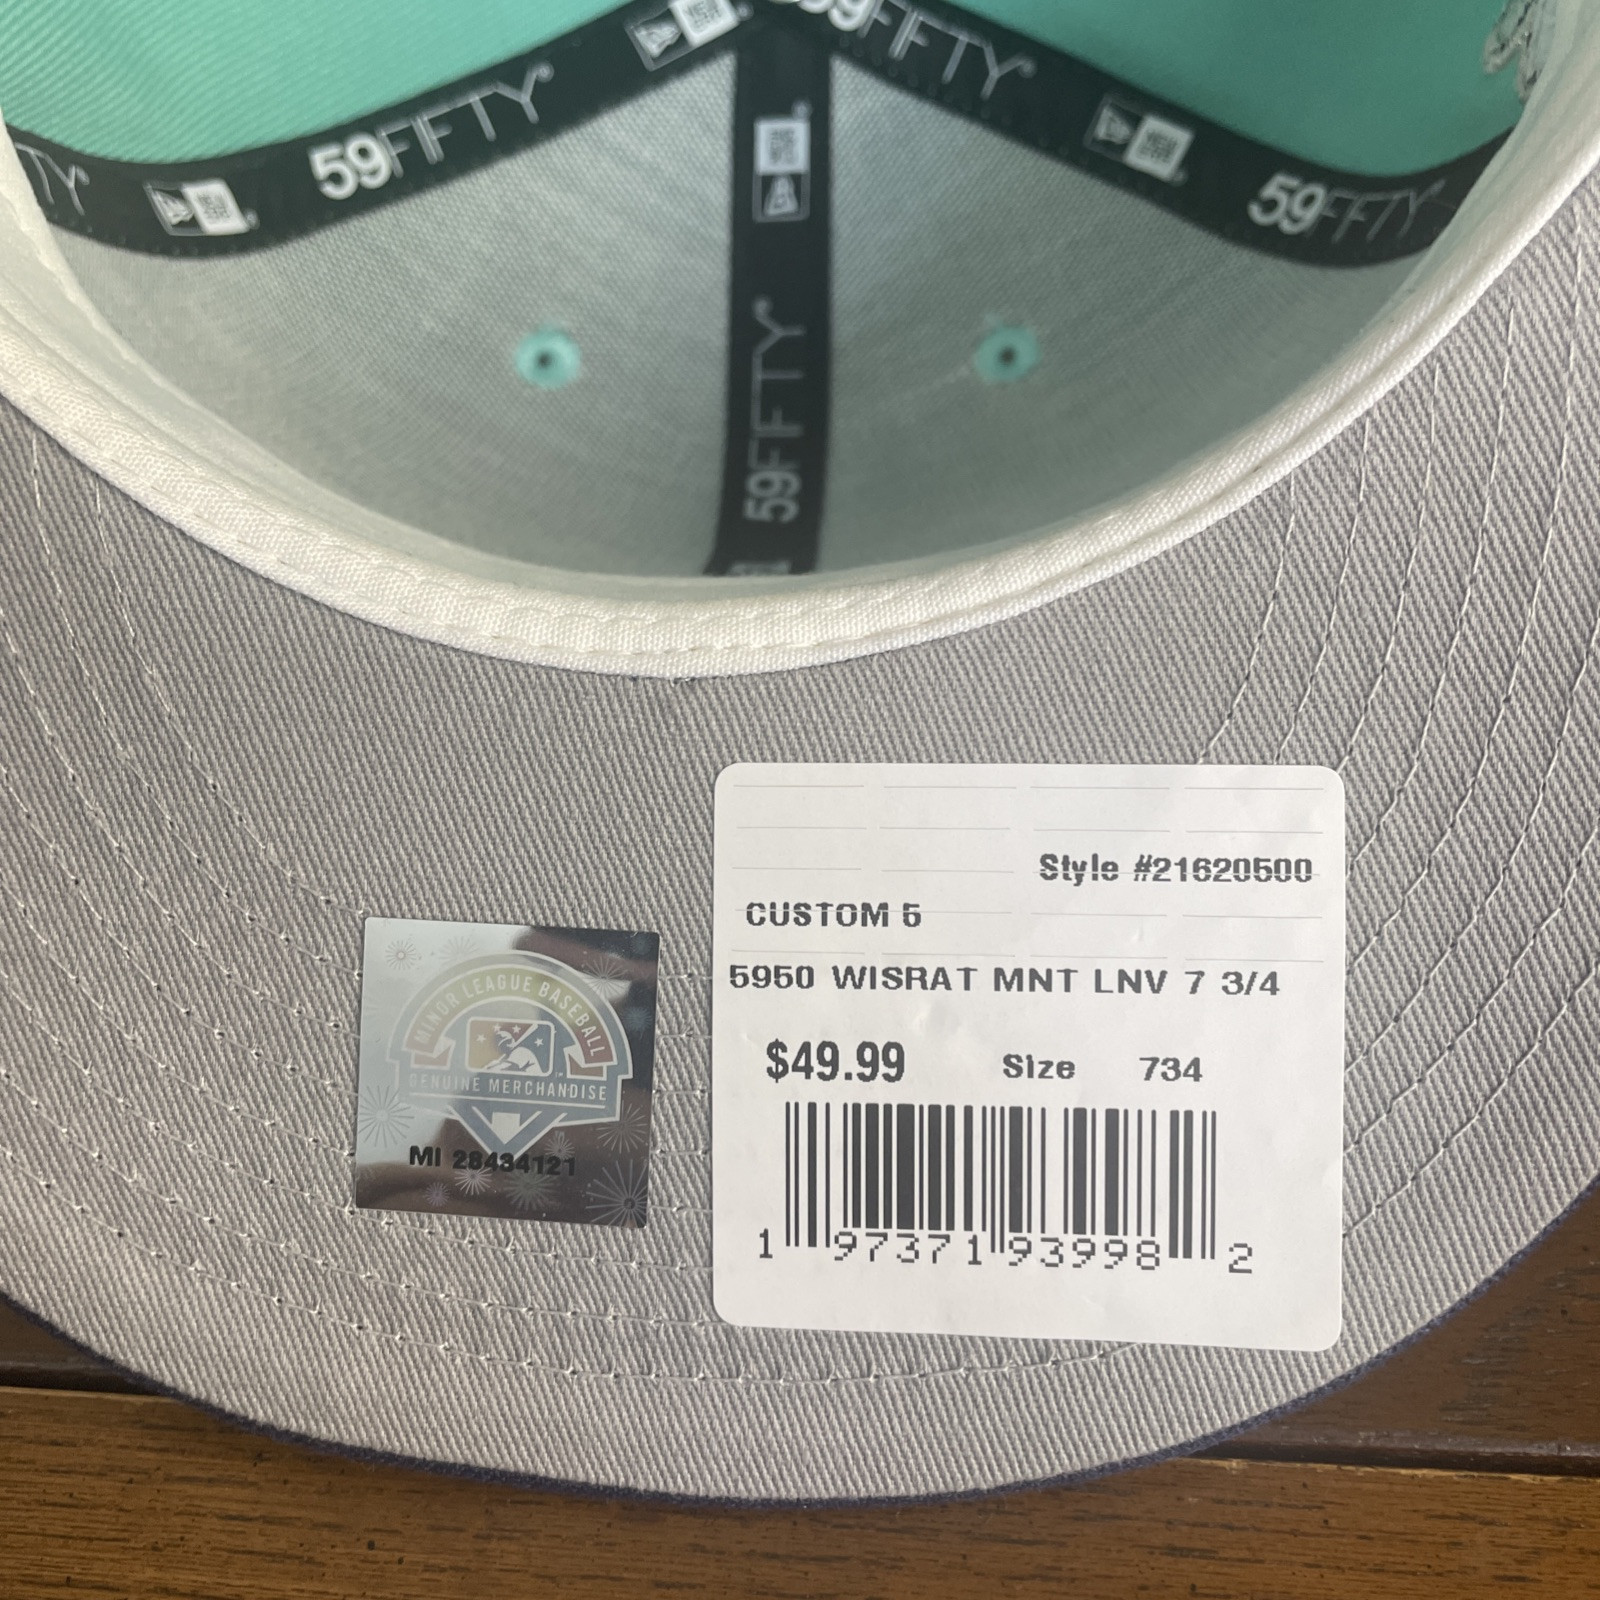 59FIFTY
59FIFTY
59FIFTY
59FIFTY
Style #21620500
CUSTOM 5
5950 WISRAT MNT LNV 7 3/4
$49.99 Size 734
1 97371 93998 2
MINOR LEAGUE BASEBALL
GENUINE MERCHANDISE
MI 28434121